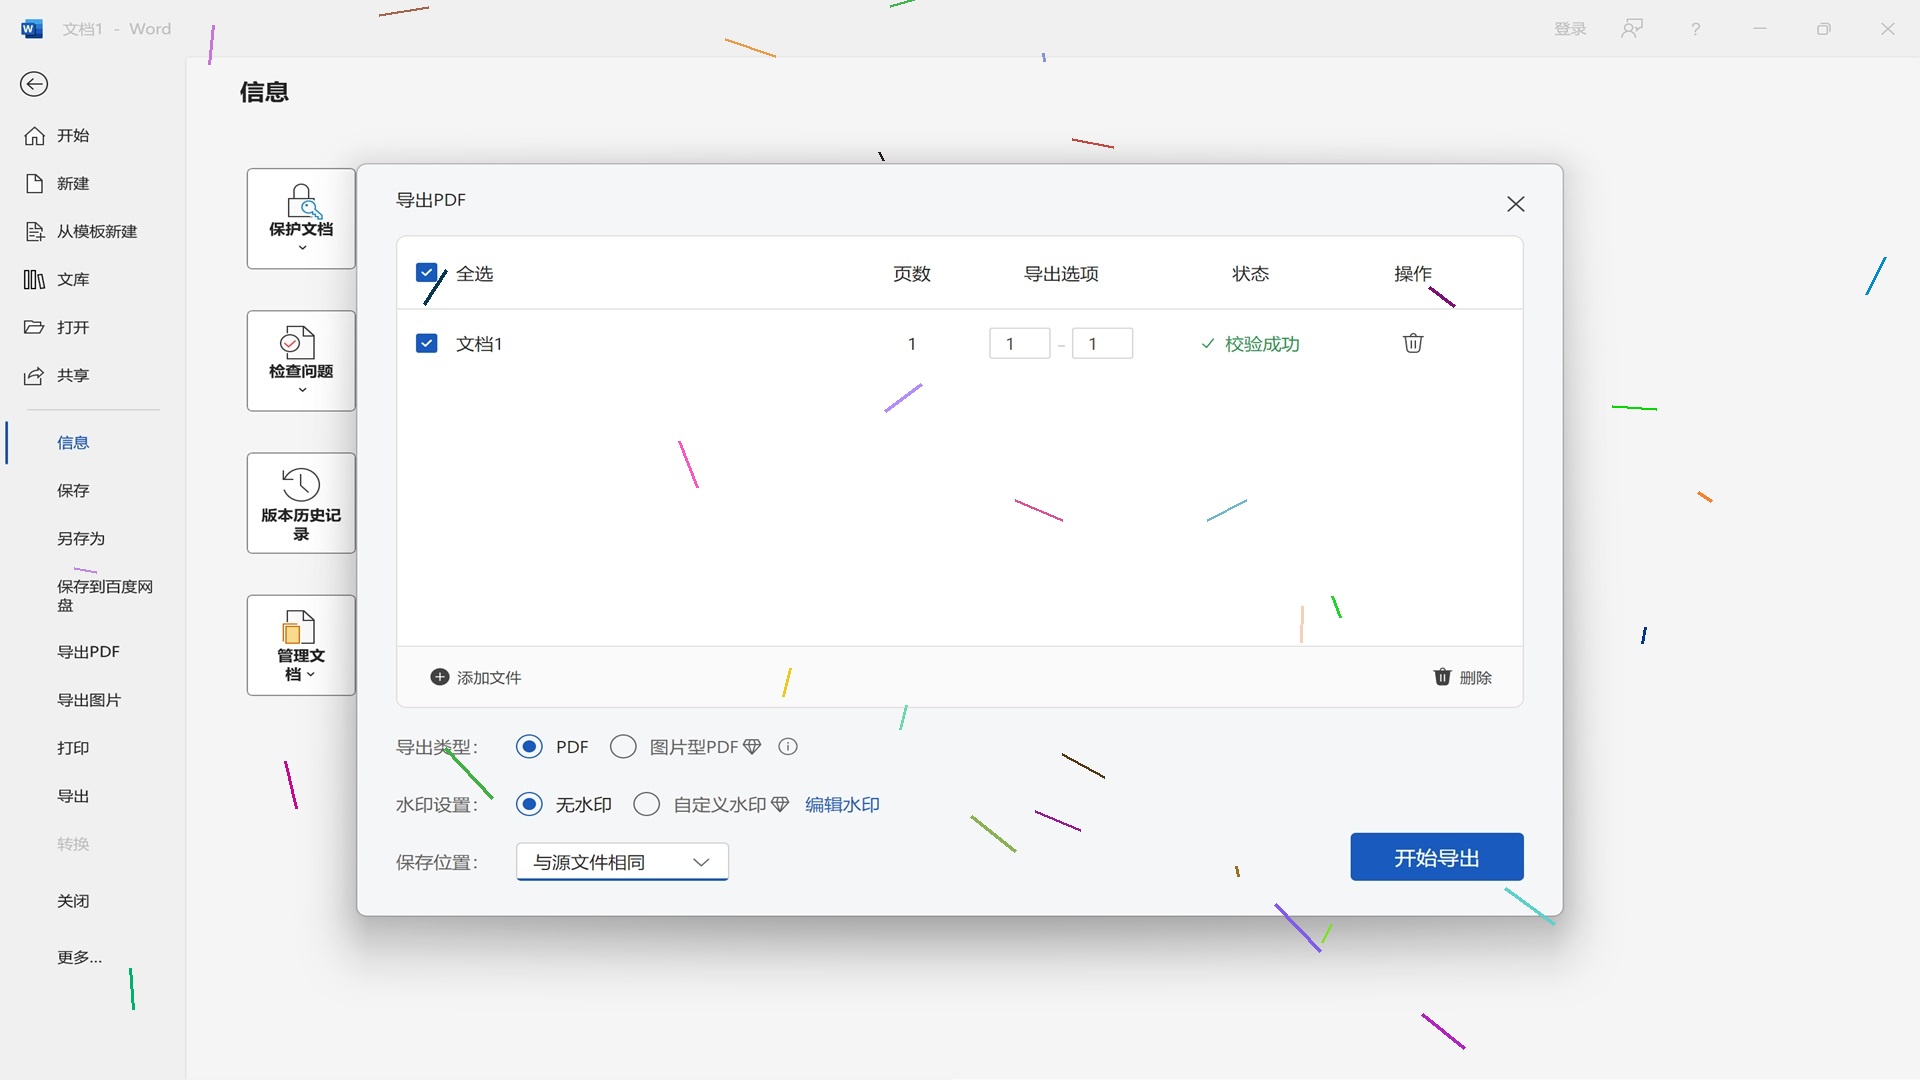 文档1 - Word
登录
信息
开始
新建
从模板新建
文库
打开
共享
信息
保存
另存为
保存到百度网
盘
导出PDF
导出图片
打印
导出
转换
关闭
更多...
保护文档
检查问题
版本历史记
录
管理文
档
导出PDF
全选 页数 导出选项 状态 操作
文档1 1 1 - 1 校验成功
添加文件 删除
导出类型: PDF 图片型PDF
水印设置: 无水印 自定义水印 编辑水印
保存位置: 与源文件相同
开始导出